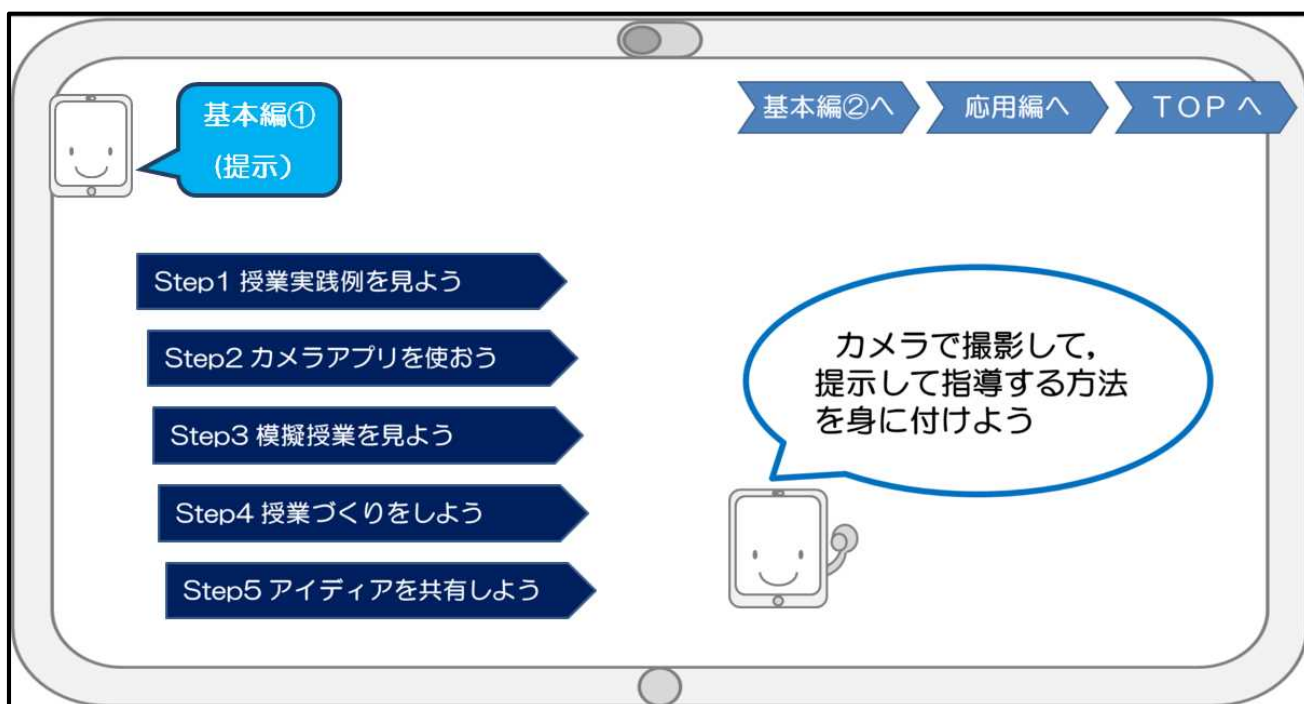 基本編①
(提示)
基本編②へ
応用編へ
TOPへ
Step1 授業実践例を見よう
Step2 カメラアプリを使おう
Step3 模擬授業を見よう
Step4 授業づくりをしよう
Step5 アイディアを共有しよう
カメラで撮影して，
提示して指導する方法
を身に付けよう